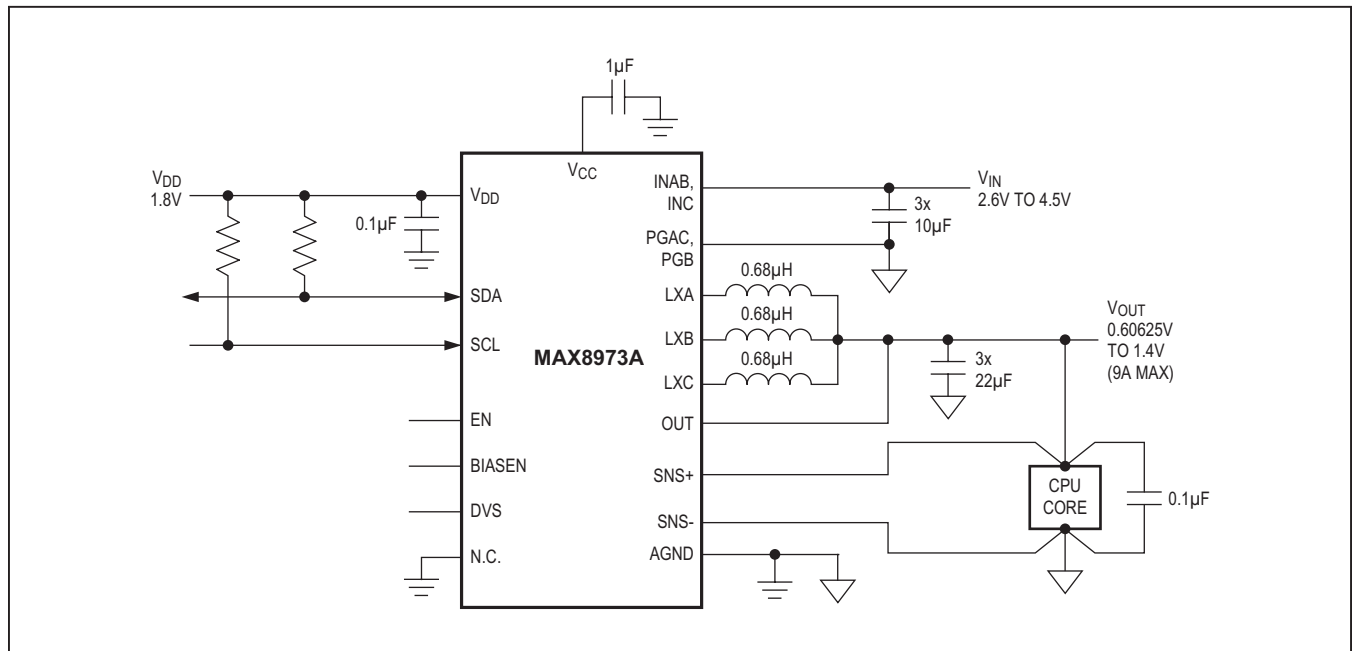 1µF
VCC
VDD
1.8V
0.1µF
VDD
SDA
SCL
EN
BIASEN
DVS
N.C.
MAX8973A
INAB,
INC
PGAC,
PGB
LXA
LXB
LXC
OUT
SNS+
SNS-
AGND
0.68µH
0.68µH
0.68µH
VIN
2.6V TO 4.5V
3x
10µF
3x
22µF
VOUT
0.60625V
TO 1.4V
(9A MAX)
CPU
CORE
0.1µF